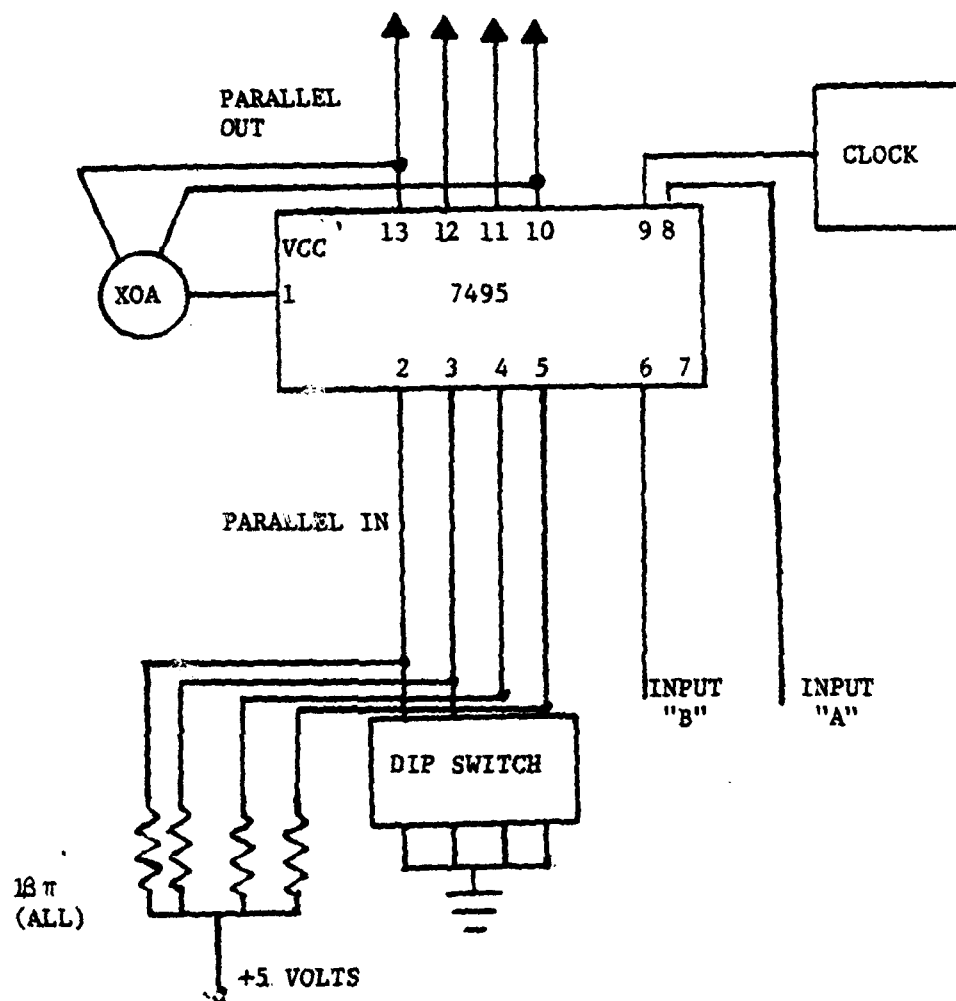 PARALLEL
OUT
CLOCK
VCC
13 12 11 10 9 8
XOA
1
7495
2 3 4 5 6 7
PARALLEL IN
INPUT
"B"
INPUT
"A"
DIP SWITCH
18 π
(ALL)
+5 VOLTS